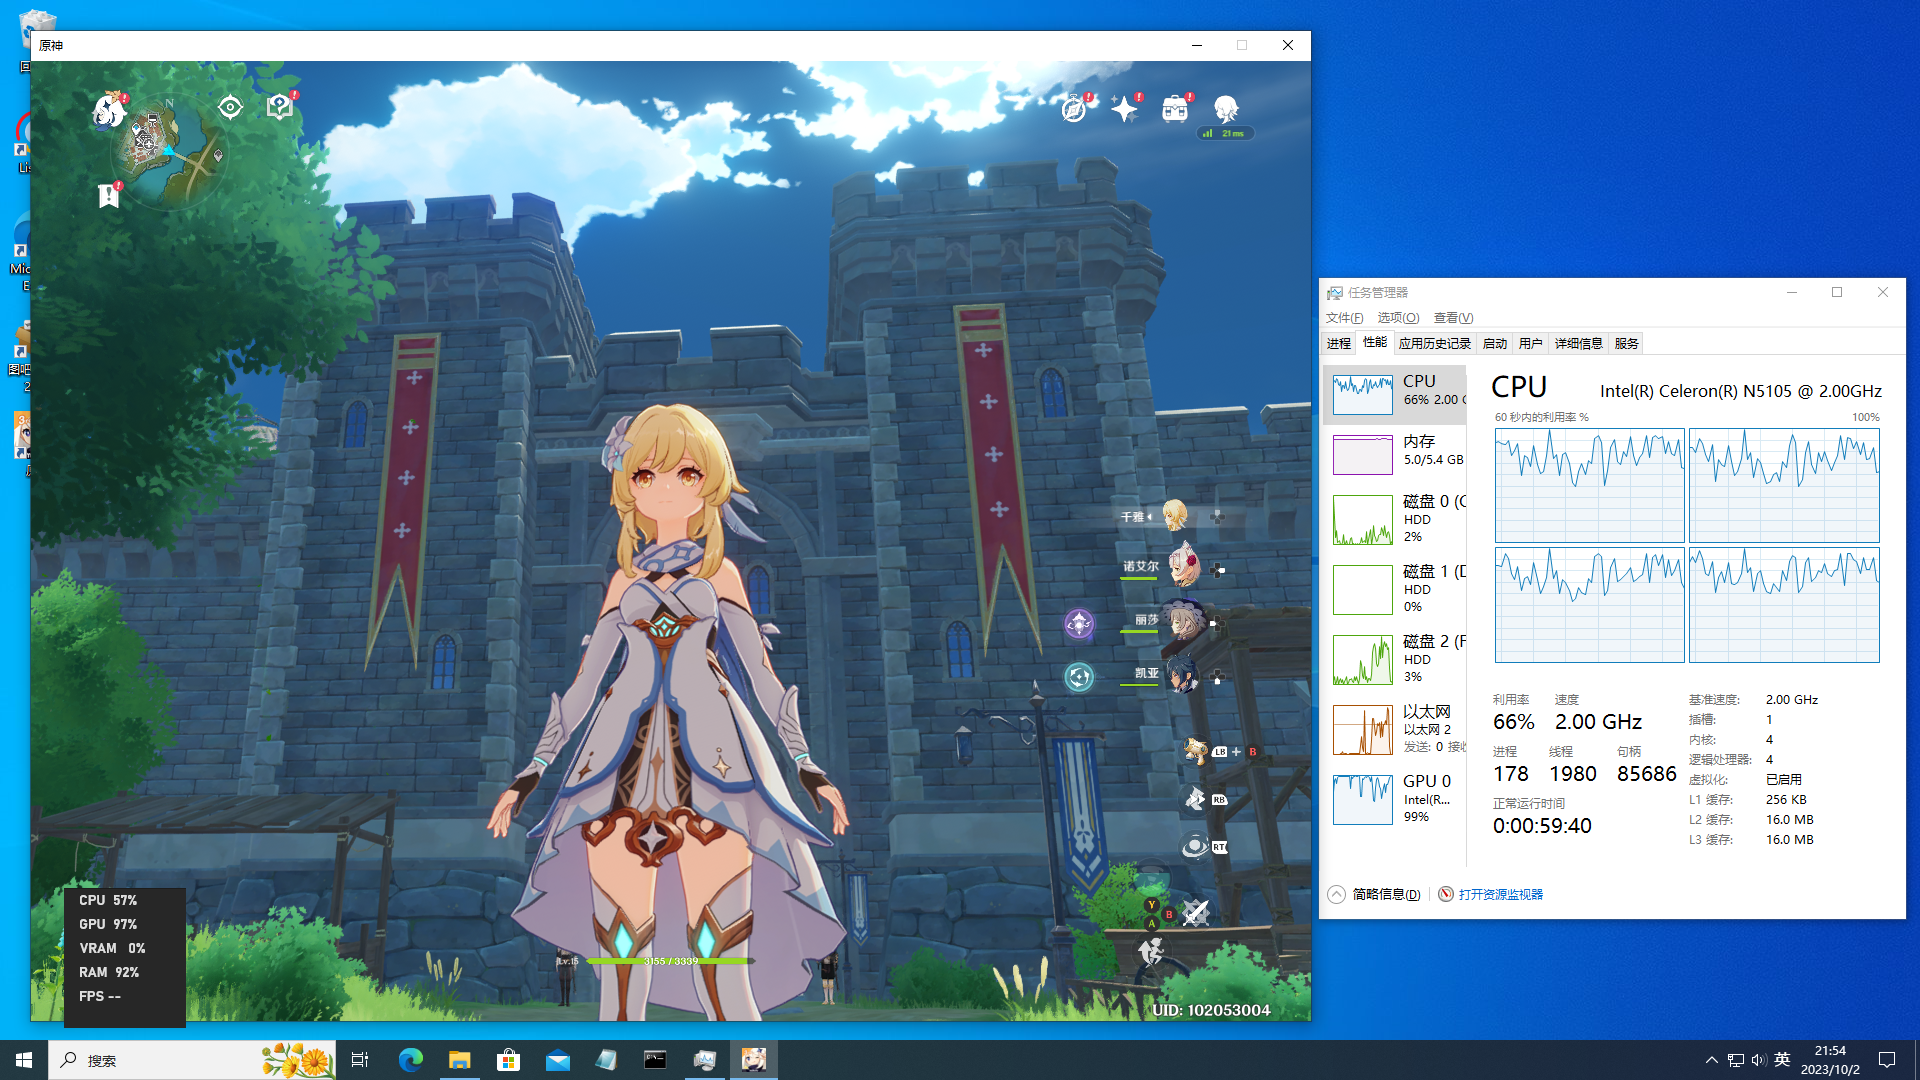 原神
N
21 ms
千雅
诺艾尔
丽莎
凯亚
LB + B
RB
RT
Y
B
A
Lv.15
3155 / 3339
UID: 102053004
CPU 57%
GPU 97%
VRAM 0%
RAM 92%
FPS --
任务管理器
文件(F) 选项(O) 查看(V)
进程 性能 应用历史记录 启动 用户 详细信息 服务
CPU
66% 2.00
内存
5.0/5.4 GB
磁盘 0 (
HDD
2%
磁盘 1 (
HDD
0%
磁盘 2 (
HDD
3%
以太网
以太网 2
发送: 0 接收
GPU 0
Intel(R...
99%
CPU
Intel(R) Celeron(R) N5105 @ 2.00GHz
60 秒内的利用率 %
100%
利用率 速度
66% 2.00 GHz
进程 线程 句柄
178 1980 85686
正常运行时间
0:00:59:40
基准速度: 2.00 GHz
插槽: 1
内核: 4
逻辑处理器: 4
虚拟化: 已启用
L1 缓存: 256 KB
L2 缓存: 16.0 MB
L3 缓存: 16.0 MB
简略信息(D)
打开资源监视器
搜索
英
21:54
2023/10/2